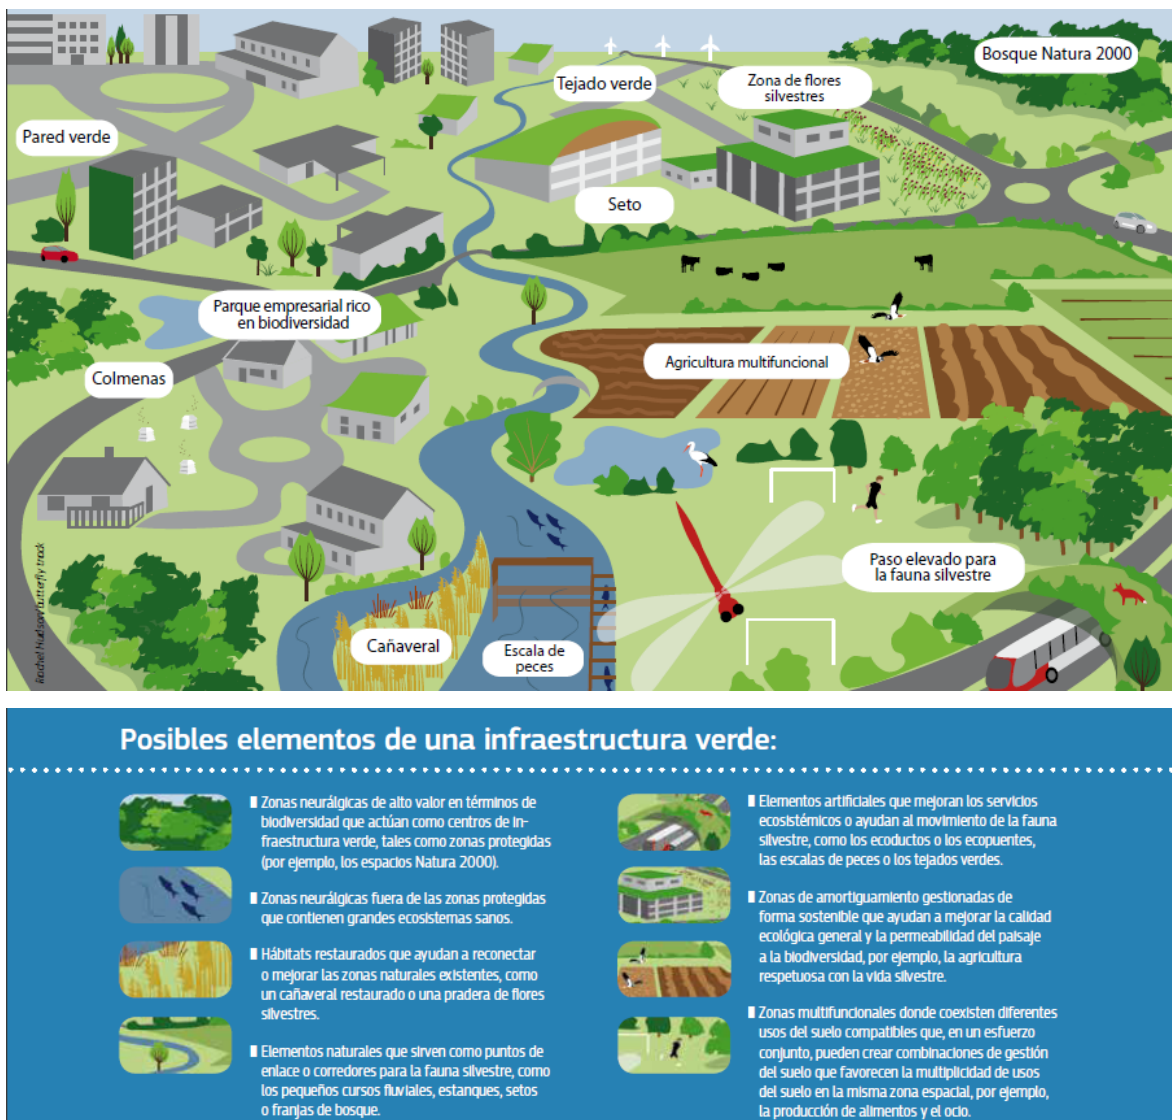 Bosque Natura 2000
Tejado verde
Zona de flores
silvestres
Pared verde
Seto
Parque empresarial rico
en biodiversidad
Agricultura multifuncional
Colmenas
Paso elevado para
la fauna silvestre
Cañaveral
Escala de
peces
Rachel Hudson/butterfly track
Posibles elementos de una infraestructura verde:
Zonas neurálgicas de alto valor en términos de
biodiversidad que actúan como centros de in-
fraestructura verde, tales como zonas protegidas
(por ejemplo, los espacios Natura 2000).
Zonas neurálgicas fuera de las zonas protegidas
que contienen grandes ecosistemas sanos.
Hábitats restaurados que ayudan a reconectar
o mejorar las zonas naturales existentes, como
un cañaveral restaurado o una pradera de flores
silvestres.
Elementos naturales que sirven como puntos de
enlace o corredores para la fauna silvestre, como
los pequeños cursos fluviales, estanques, setos
o franjas de bosque.
Elementos artificiales que mejoran los servicios
ecosistémicos o ayudan al movimiento de la fauna
silvestre, como los ecoductos o los ecopuentes,
las escalas de peces o los tejados verdes.
Zonas de amortiguamiento gestionadas de
forma sostenible que ayudan a mejorar la calidad
ecológica general y la permeabilidad del paisaje
a la biodiversidad, por ejemplo, la agricultura
respetuosa con la vida silvestre.
Zonas multifuncionales donde coexisten diferentes
usos del suelo compatibles que, en un esfuerzo
conjunto, pueden crear combinaciones de gestión
del suelo que favorecen la multiplicidad de usos
del suelo en la misma zona espacial, por ejemplo,
la producción de alimentos y el ocio.